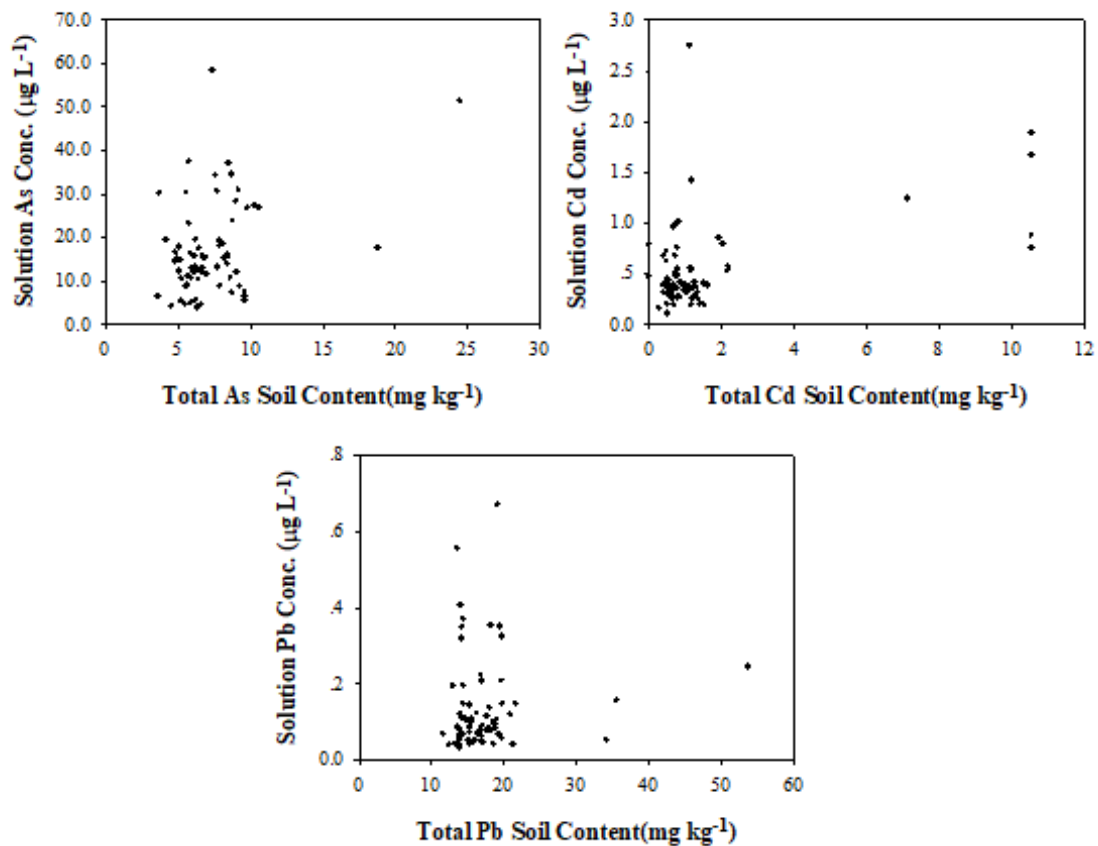 70.0
60.0
50.0
40.0
30.0
20.0
10.0
0.0
Solution As Conc. (µg L⁻¹)
0 5 10 15 20 25 30
Total As Soil Content(mg kg⁻¹)
3.0
2.5
2.0
1.5
1.0
.5
0.0
Solution Cd Conc. (µg L⁻¹)
0 2 4 6 8 10 12
Total Cd Soil Content(mg kg⁻¹)
.8
.6
.4
.2
0.0
Solution Pb Conc. (µg L⁻¹)
0 10 20 30 40 50 60
Total Pb Soil Content(mg kg⁻¹)